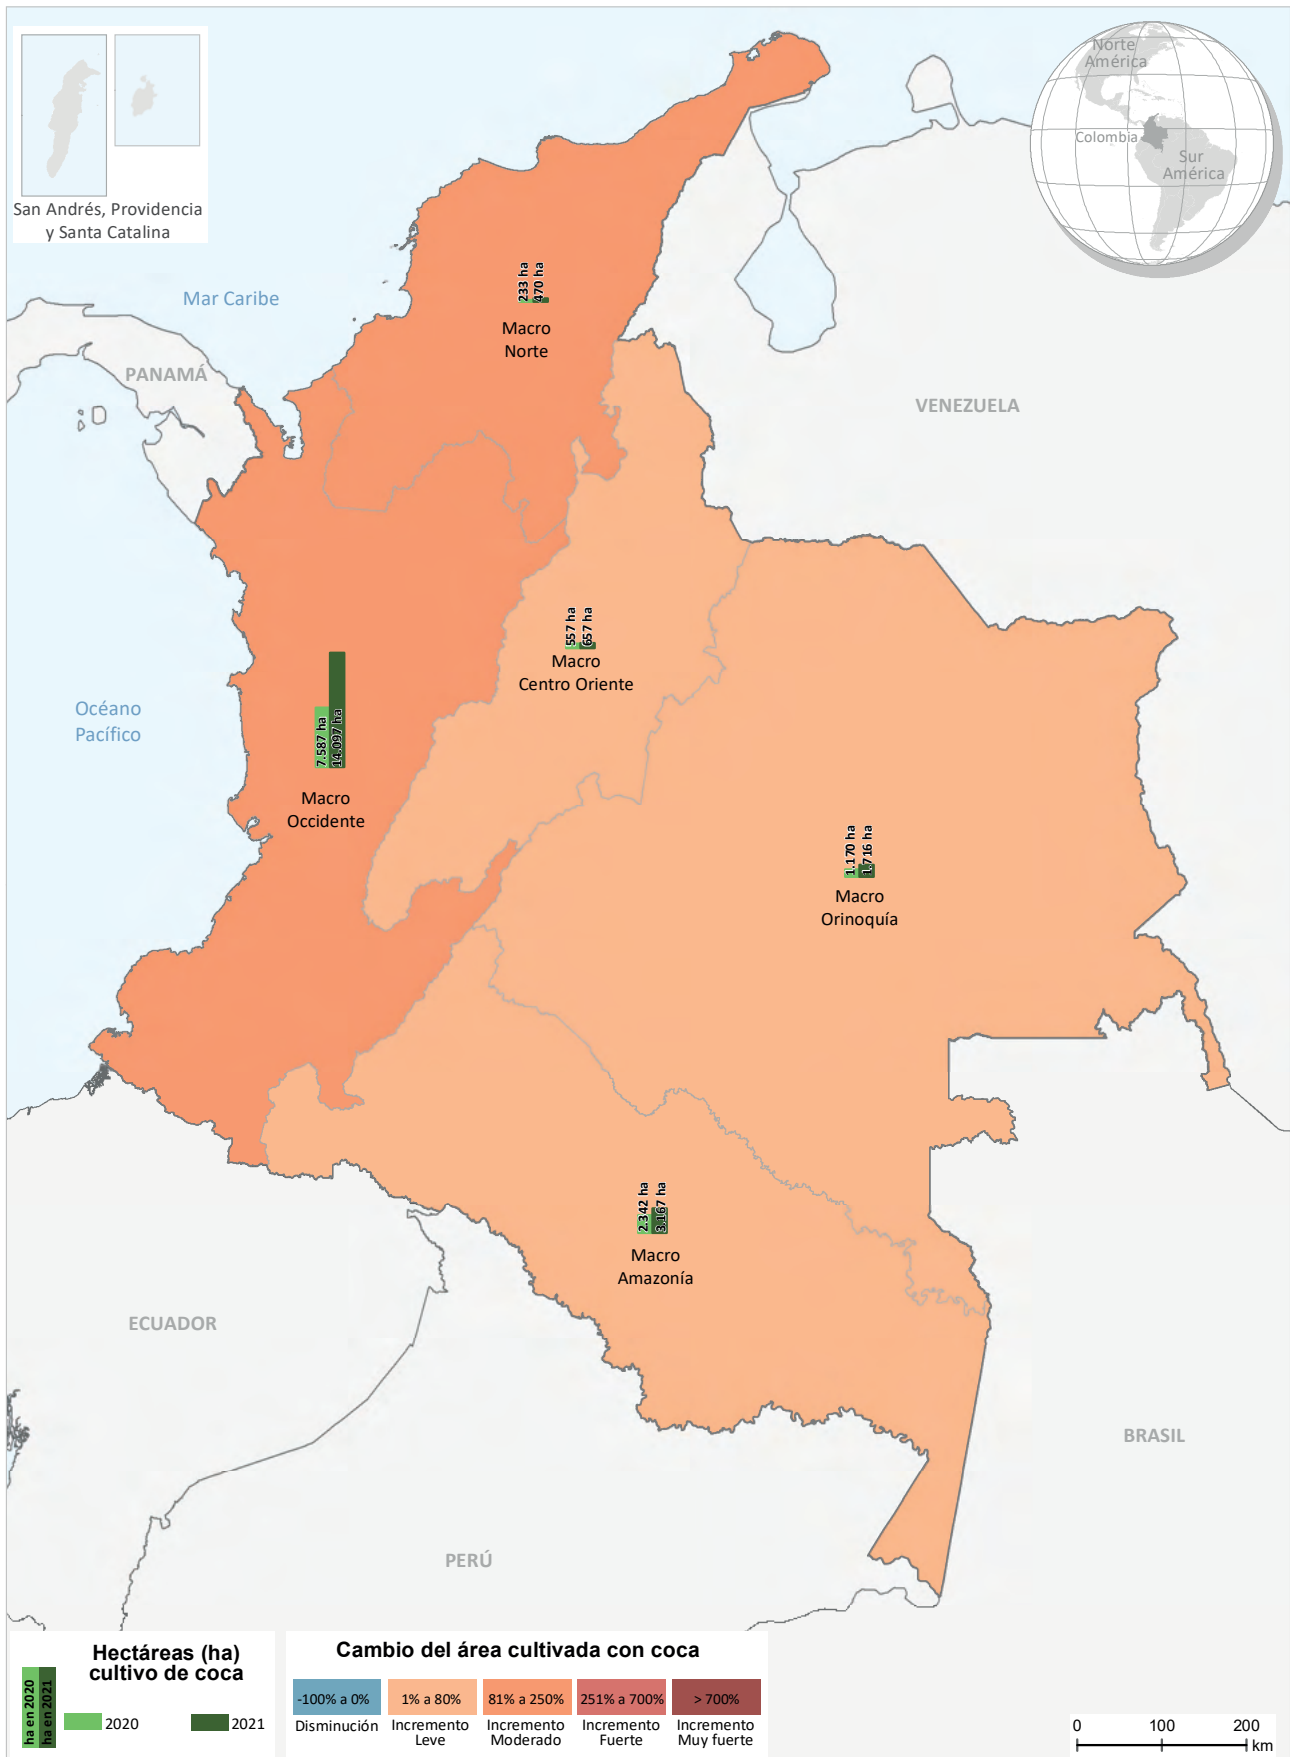 Norte
América
Colombia
Sur
América
San Andrés, Providencia
y Santa Catalina
Mar Caribe
PANAMÁ
VENEZUELA
233 ha
470 ha
Macro
Norte
557 ha
657 ha
Macro
Centro Oriente
Océano
Pacífico
7.587 ha
14.097 ha
Macro
Occidente
1.170 ha
1.716 ha
Macro
Orinoquía
2.342 ha
3.167 ha
Macro
Amazonía
ECUADOR
BRASIL
PERÚ
Hectáreas (ha)
cultivo de coca
ha en 2020
ha en 2021
2020
2021
Cambio del área cultivada con coca
-100% a 0%
1% a 80%
81% a 250%
251% a 700%
> 700%
Disminución
Incremento
Leve
Incremento
Moderado
Incremento
Fuerte
Incremento
Muy fuerte
0 100 200
km